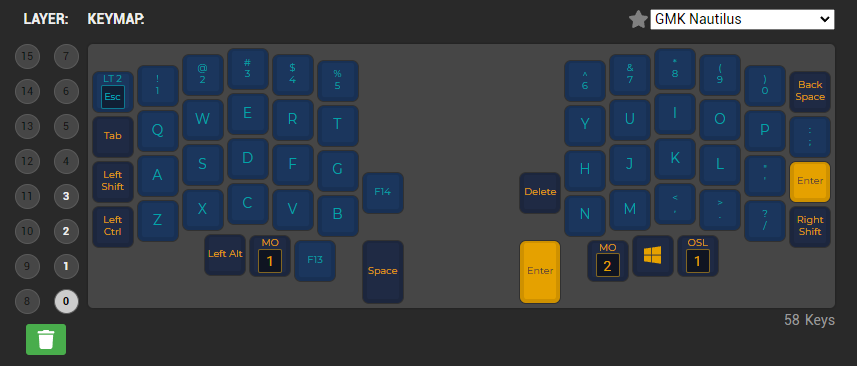 LAYER: KEYMAP: GMK Nautilus
15 7
14 6
13 5
12 4
11 3
10 2
9 1
8 0
LT 2
Esc
!
1
@
2
#
3
$
4
%
5
^
6
&
7
*
8
(
9
)
0
Back
Space
Tab
Q
W
E
R
T
Y
U
I
O
P
:
;
Left
Shift
A
S
D
F
G
F14
Delete
H
J
K
L
"
'
Enter
Left
Ctrl
Z
X
C
V
B
N
M
<
,
>
.
?
/
Right
Shift
Left Alt
MO
1
F13
Space
Enter
MO
2
OSL
1
58 Keys